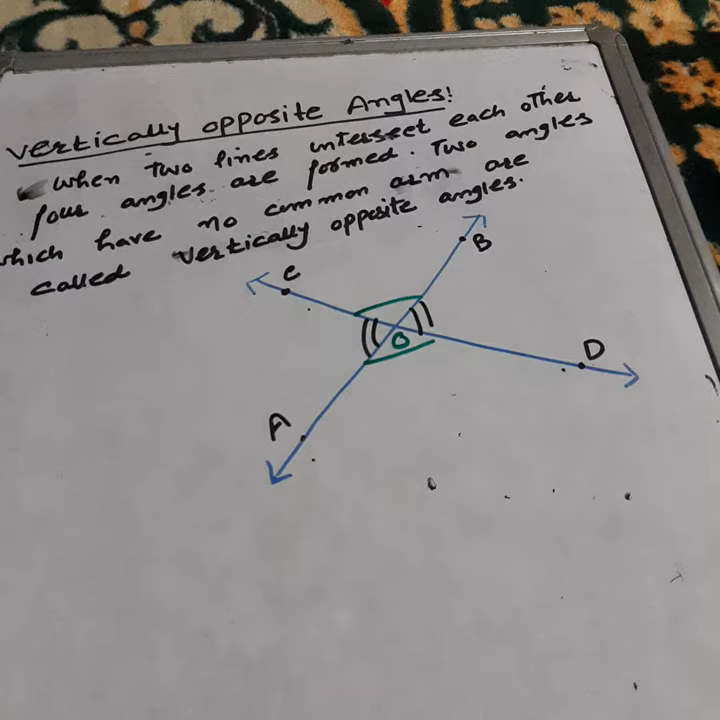 Vertically opposite Angles!
When two lines intersect each other
four angles are formed. Two angles
which have no common arm are
called vertically opposite angles.
B
C
O
D
A